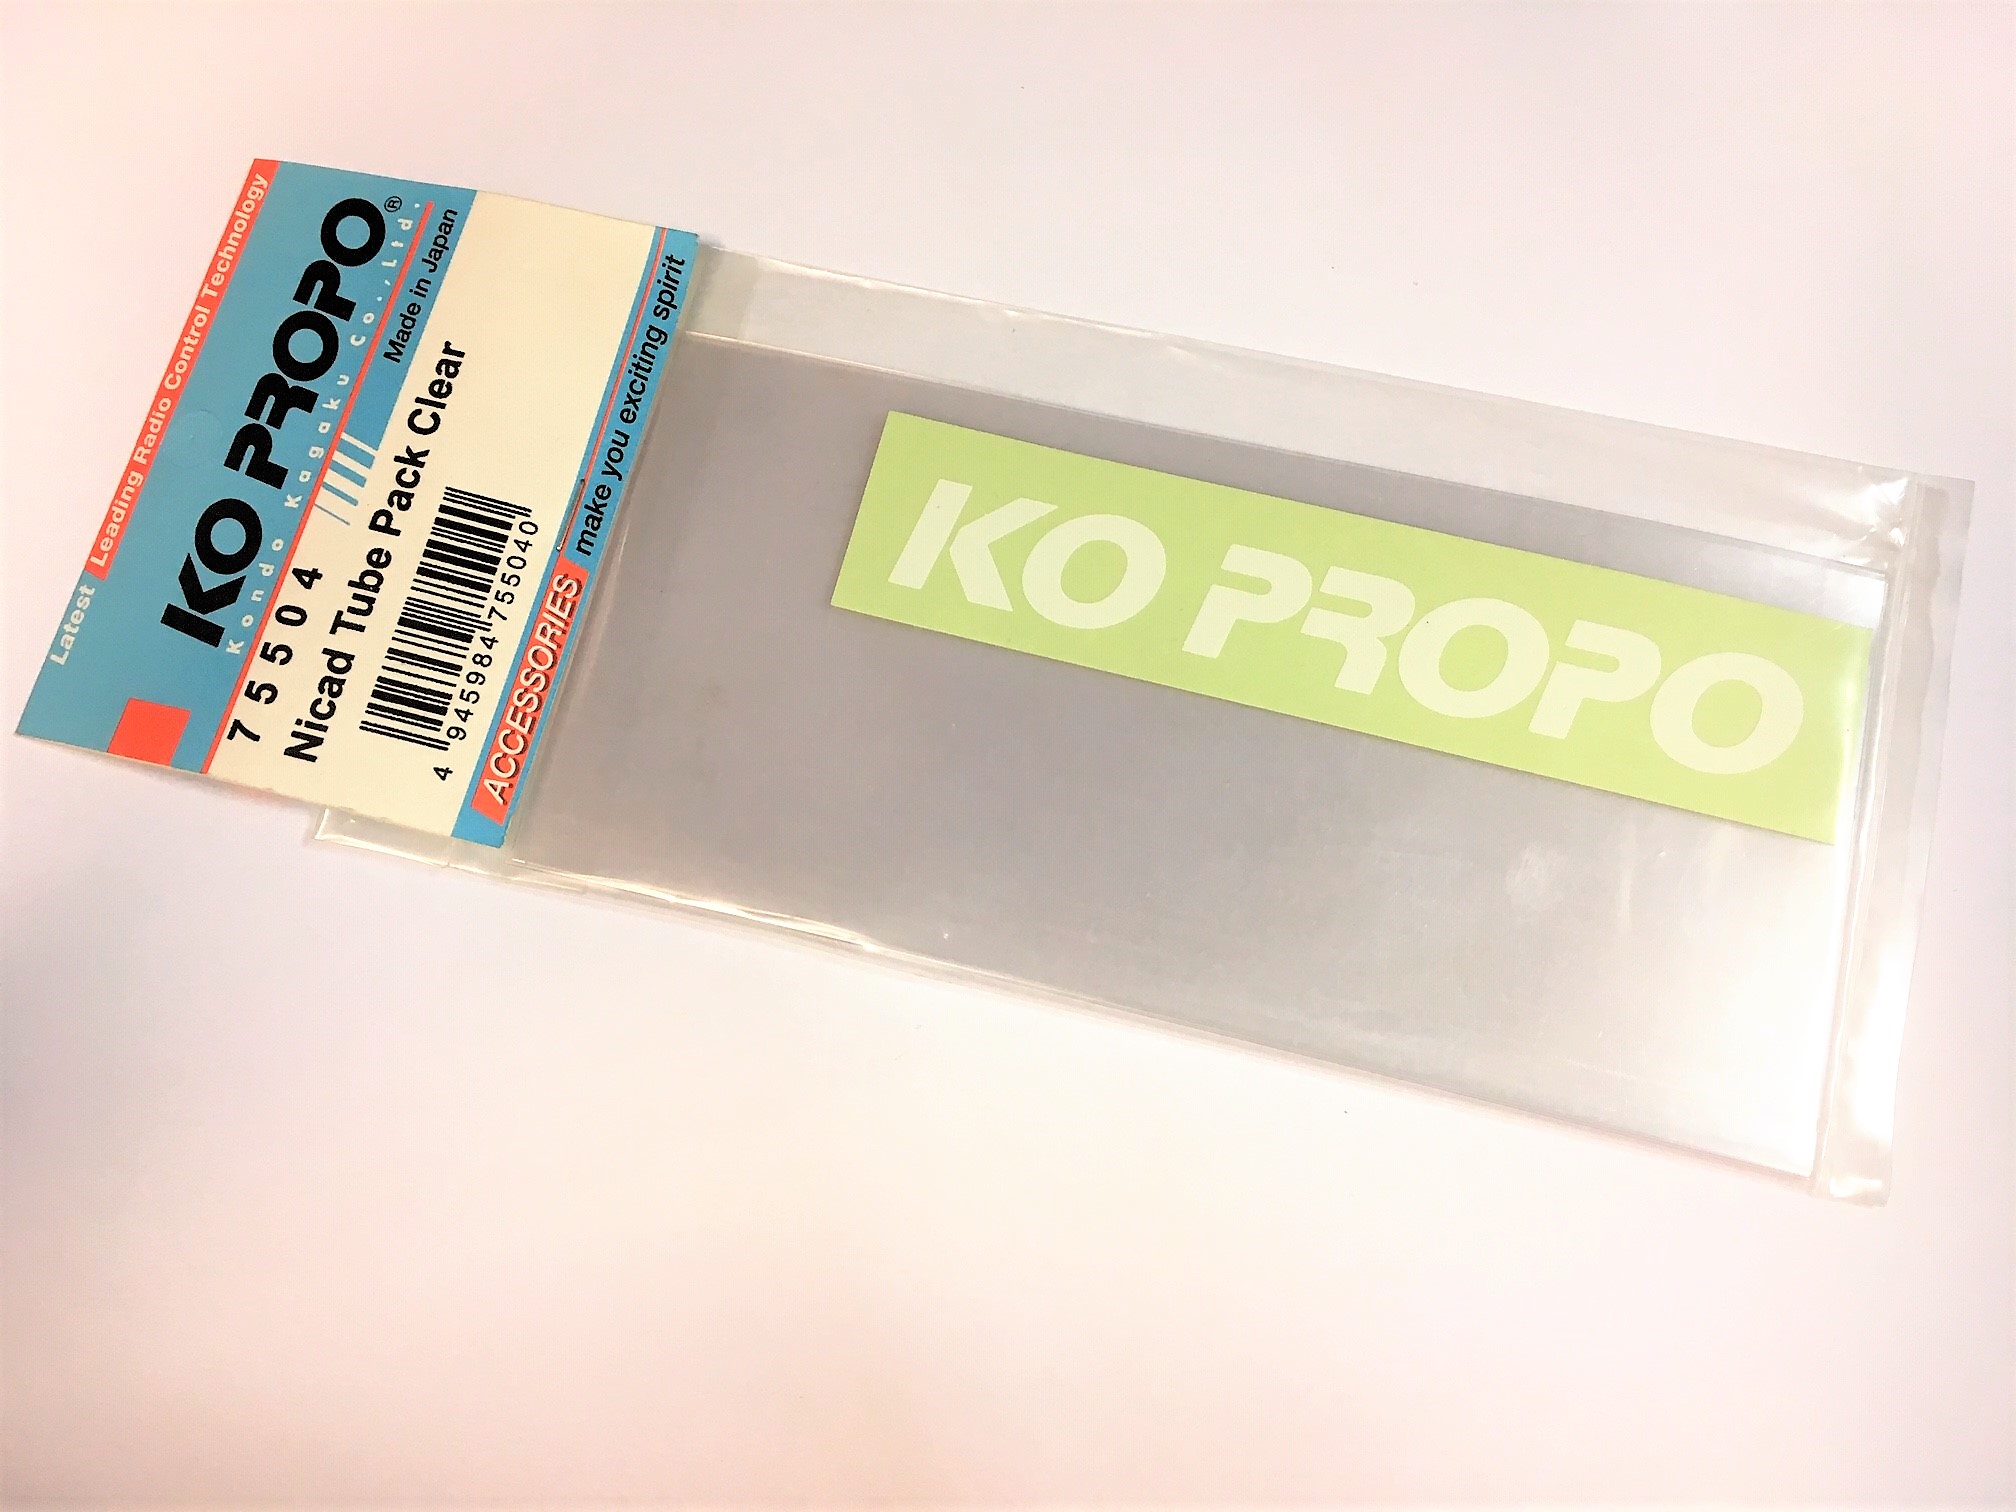 Latest Leading Radio Control Technology
KO PROPO®
Kondo Kagaku Co.,Ltd.
Made in Japan
75504
Nicad Tube Pack Clear
4 945984 755040
ACCESSORIES make you exciting spirit
KO PROPO